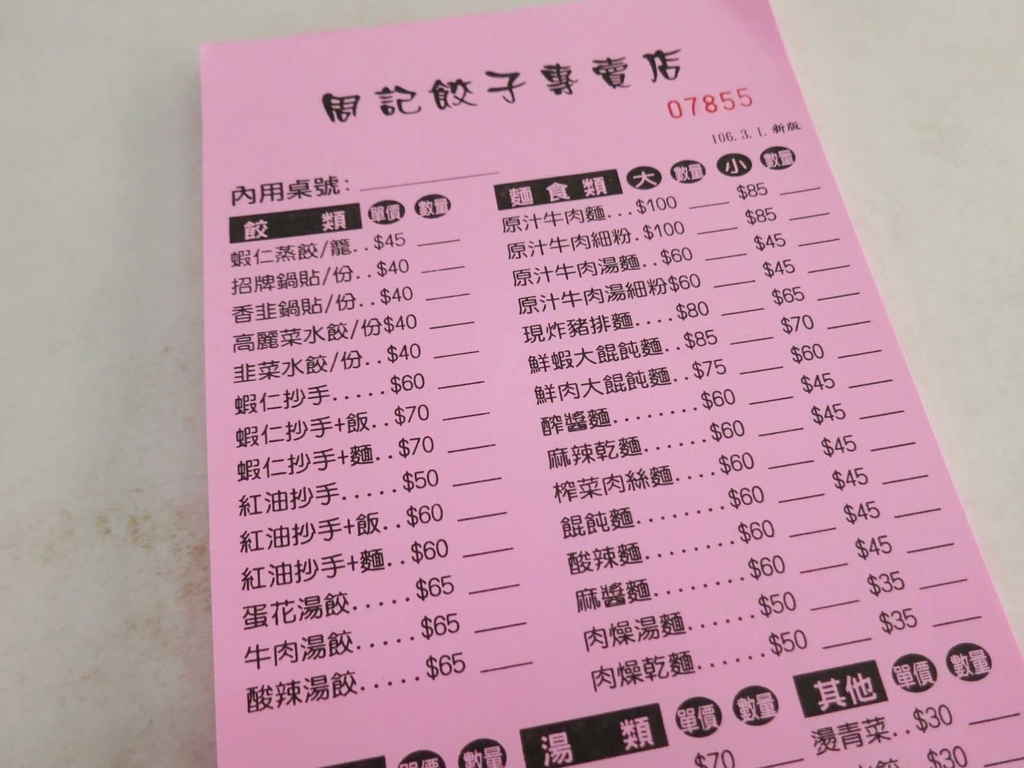 周記餃子專賣店
07855
106.3.1.新版
內用桌號：
餃 類 單價 數量
蝦仁蒸餃/籠..$45
招牌鍋貼/份..$40
香韭鍋貼/份..$40
高麗菜水餃/份$40
韭菜水餃/份..$40
蝦仁抄手.....$60
蝦仁抄手+飯..$70
蝦仁抄手+麵..$70
紅油抄手.....$50
紅油抄手+飯..$60
紅油抄手+麵..$60
蛋花湯餃.....$65
牛肉湯餃.....$65
酸辣湯餃.....$65
麵食類 大 數量 小 數量
原汁牛肉麵...$100 $85
原汁牛肉細粉.$100 $85
原汁牛肉湯麵..$60 $45
原汁牛肉湯細粉$60 $45
現炸豬排麵....$80 $65
鮮蝦大餛飩麵..$85 $70
鮮肉大餛飩麵..$75 $60
醡醬麵........$60 $45
麻辣乾麵......$60 $45
榨菜肉絲麵....$60 $45
餛飩麵........$60 $45
酸辣麵........$60 $45
麻醬麵........$60 $45
肉燥湯麵......$50 $35
肉燥乾麵......$50 $35
單價 數量
湯 類 單價 數量
$70
其他 單價 數量
燙青菜..$30
$30